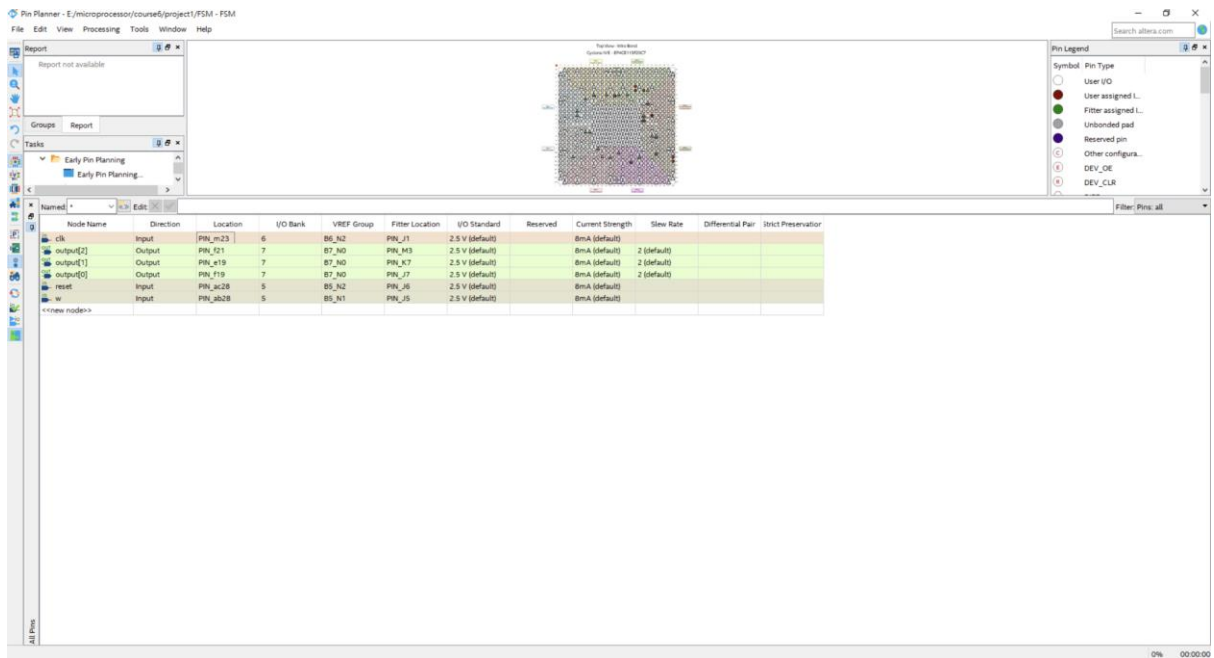 Pin Planner - E:/microprocessor/course6/project1/FSM - FSM
File Edit View Processing Tools Window Help
Search altera.com
Report
Report not available
Groups Report
Tasks
Early Pin Planning
Early Pin Planning...
Top View - Wire Bond
Pin Legend
Symbol Pin Type
User I/O
User assigned I...
Fitter assigned I...
Unbonded pad
Reserved pin
Other configura...
DEV_OE
DEV_CLR
Named: * Edit: Filter: Pins: all
Node Name Direction Location I/O Bank VREF Group Fitter Location I/O Standard Reserved Current Strength Slew Rate Differential Pair Strict Preservation
clk Input PIN_m23 6 B6_N2 PIN_J1 2.5 V (default) 8mA (default)
output[2] Output PIN_f21 7 B7_N0 PIN_M3 2.5 V (default) 8mA (default) 2 (default)
output[1] Output PIN_e19 7 B7_N0 PIN_K7 2.5 V (default) 8mA (default) 2 (default)
output[0] Output PIN_f19 7 B7_N0 PIN_J7 2.5 V (default) 8mA (default) 2 (default)
reset Input PIN_ac28 5 B5_N2 PIN_J6 2.5 V (default) 8mA (default)
w Input PIN_ab28 5 B5_N1 PIN_J5 2.5 V (default) 8mA (default)
<<new node>>
All Pins
0% 00:00:00